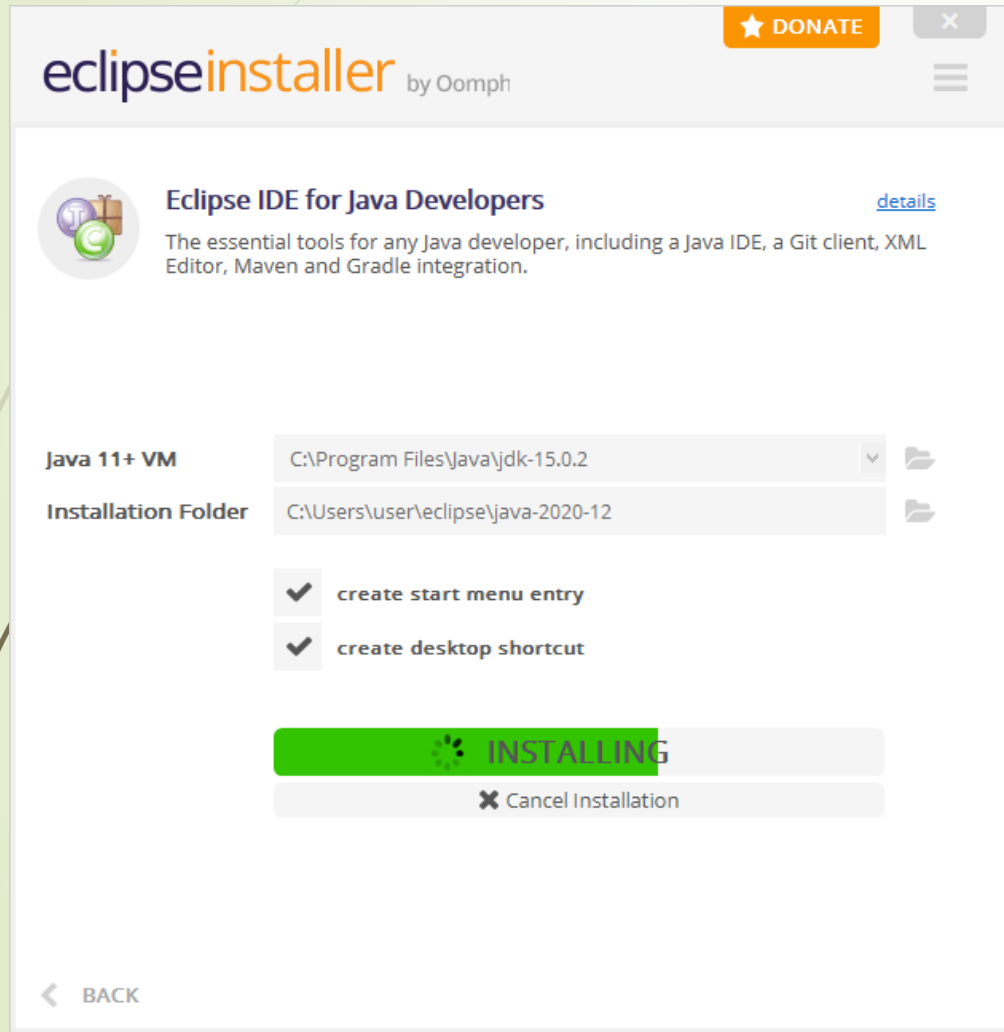 DONATE
eclipseinstaller by Oomph
Eclipse IDE for Java Developers
details
The essential tools for any Java developer, including a Java IDE, a Git client, XML
Editor, Maven and Gradle integration.
Java 11+ VM
C:\Program Files\Java\jdk-15.0.2
Installation Folder
C:\Users\user\eclipse\java-2020-12
create start menu entry
create desktop shortcut
INSTALLING
Cancel Installation
BACK